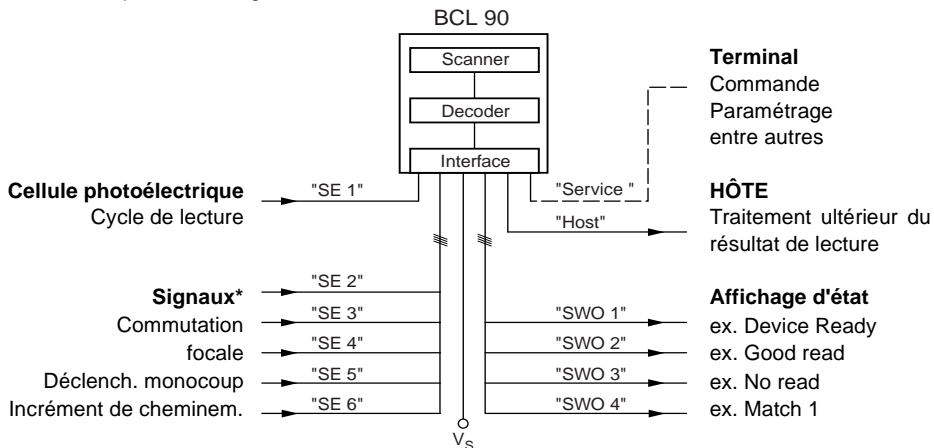 BCL 90
Scanner
Decoder
Interface
Terminal
Commande
Paramétrage
entre autres
Cellule photoélectrique
Cycle de lecture
"SE 1"
"Service "
"Host"
HÔTE
Traitement ultérieur du
résultat de lecture
Signaux*
Commutation
focale
Déclench. monocoup
Incrément de cheminem.
"SE 2"
"SE 3"
"SE 4"
"SE 5"
"SE 6"
VS
"SWO 1"
"SWO 2"
"SWO 3"
"SWO 4"
Affichage d'état
ex. Device Ready
ex. Good read
ex. No read
ex. Match 1